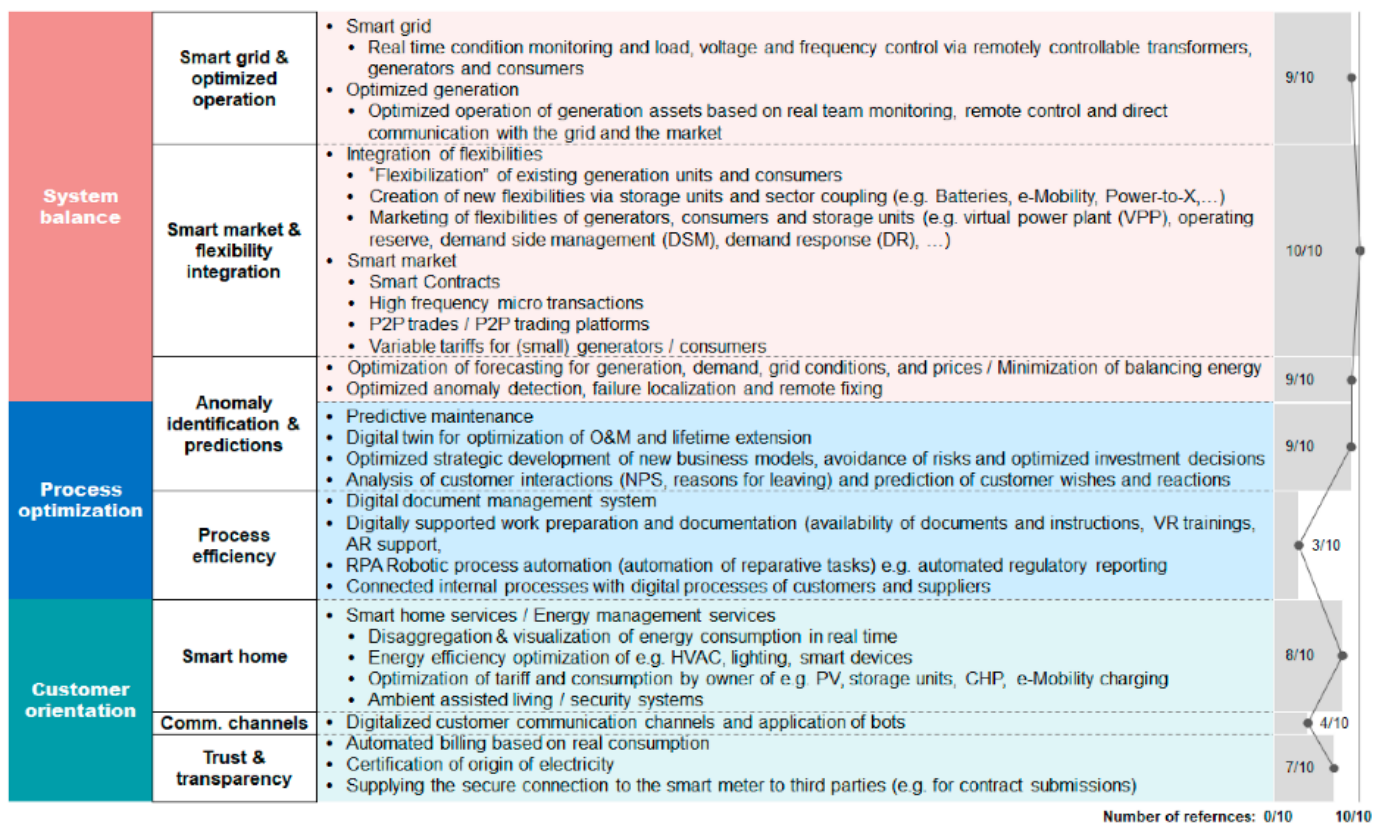 System
balance
Smart grid &
optimized
operation
• Smart grid
• Real time condition monitoring and load, voltage and frequency control via remotely controllable transformers,
generators and consumers
• Optimized generation
• Optimized operation of generation assets based on real team monitoring, remote control and direct
communication with the grid and the market
9/10
Smart market &
flexibility
integration
• Integration of flexibilities
• "Flexibilization" of existing generation units and consumers
• Creation of new flexibilities via storage units and sector coupling (e.g. Batteries, e-Mobility, Power-to-X,…)
• Marketing of flexibilities of generators, consumers and storage units (e.g. virtual power plant (VPP), operating
reserve, demand side management (DSM), demand response (DR), …)
• Smart market
• Smart Contracts
• High frequency micro transactions
• P2P trades / P2P trading platforms
• Variable tariffs for (small) generators / consumers
10/10
Anomaly
identification &
predictions
• Optimization of forecasting for generation, demand, grid conditions, and prices / Minimization of balancing energy
• Optimized anomaly detection, failure localization and remote fixing
9/10
Process
optimization
• Predictive maintenance
• Digital twin for optimization of O&M and lifetime extension
• Optimized strategic development of new business models, avoidance of risks and optimized investment decisions
• Analysis of customer interactions (NPS, reasons for leaving) and prediction of customer wishes and reactions
9/10
Process
efficiency
• Digital document management system
• Digitally supported work preparation and documentation (availability of documents and instructions, VR trainings,
AR support,
• RPA Robotic process automation (automation of reparative tasks) e.g. automated regulatory reporting
• Connected internal processes with digital processes of customers and suppliers
3/10
Customer
orientation
Smart home
• Smart home services / Energy management services
• Disaggregation & visualization of energy consumption in real time
• Energy efficiency optimization of e.g. HVAC, lighting, smart devices
• Optimization of tariff and consumption by owner of e.g. PV, storage units, CHP, e-Mobility charging
• Ambient assisted living / security systems
8/10
Comm. channels
• Digitalized customer communication channels and application of bots
4/10
Trust &
transparency
• Automated billing based on real consumption
• Certification of origin of electricity
• Supplying the secure connection to the smart meter to third parties (e.g. for contract submissions)
7/10
Number of refernces: 0/10 10/10